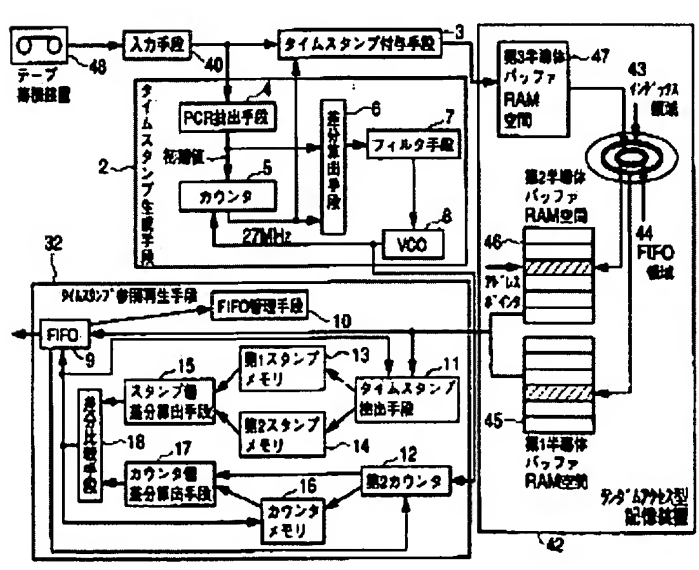 テープ
蓄積装置
48
入力手段
40
タイムスタンプ付与手段
3
タイムスタンプ生成手段
2
PCR抽出手段
4
初期値
カウンタ
5
差分算出手段
6
フィルタ手段
7
VCO
8
27MHz
第3半導体
バッファ
RAM
空間
47
43
インデックス
領域
44
FIFO
領域
第2半導体
バッファ
RAM空間
46
アドレス
ポインタ
45
第1半導体
バッファ
RAM空間
ランダムアクセス型
記憶装置
42
32
タイムスタンプ参照再生手段
FIFO
9
FIFO管理手段
10
第1スタンプ
メモリ
13
タイムスタンプ
抽出手段
11
スタンプ値
差分算出手段
15
第2スタンプ
メモリ
14
差分比較手段
18
カウンタ値
差分算出手段
17
カウンタ
メモリ
16
第2カウンタ
12